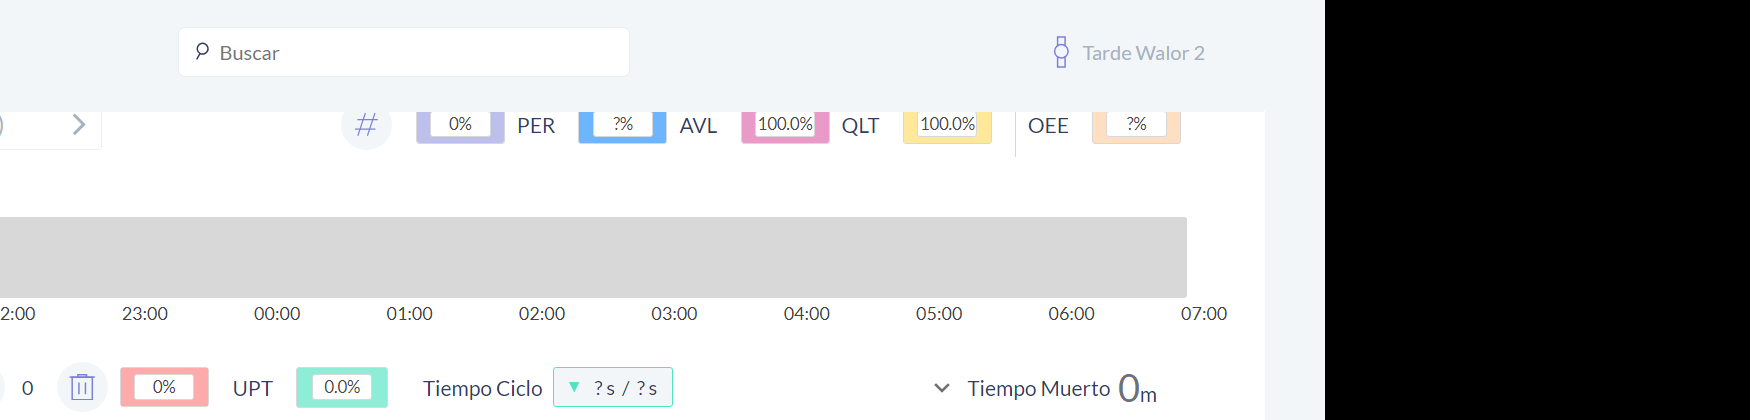 Buscar
Tarde Walor 2
# 0% PER ?% AVL 100.0% QLT 100.0% OEE ?%
2:00 23:00 00:00 01:00 02:00 03:00 04:00 05:00 06:00 07:00
0 0% UPT 0.0% Tiempo Ciclo ▼ ?s / ?s Tiempo Muerto 0m